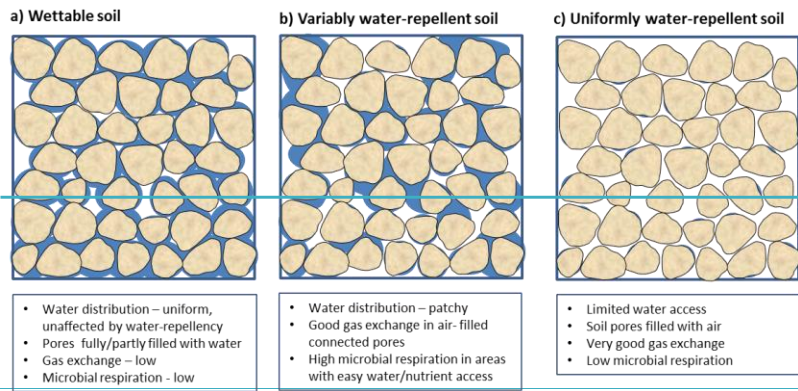 a) Wettable soil
b) Variably water-repellent soil
c) Uniformly water-repellent soil
• Water distribution – uniform,
unaffected by water-repellency
• Pores fully/partly filled with water
• Gas exchange – low
• Microbial respiration - low
• Water distribution – patchy
• Good gas exchange in air- filled
connected pores
• High microbial respiration in areas
with easy water/nutrient access
• Limited water access
• Soil pores filled with air
• Very good gas exchange
• Low microbial respiration